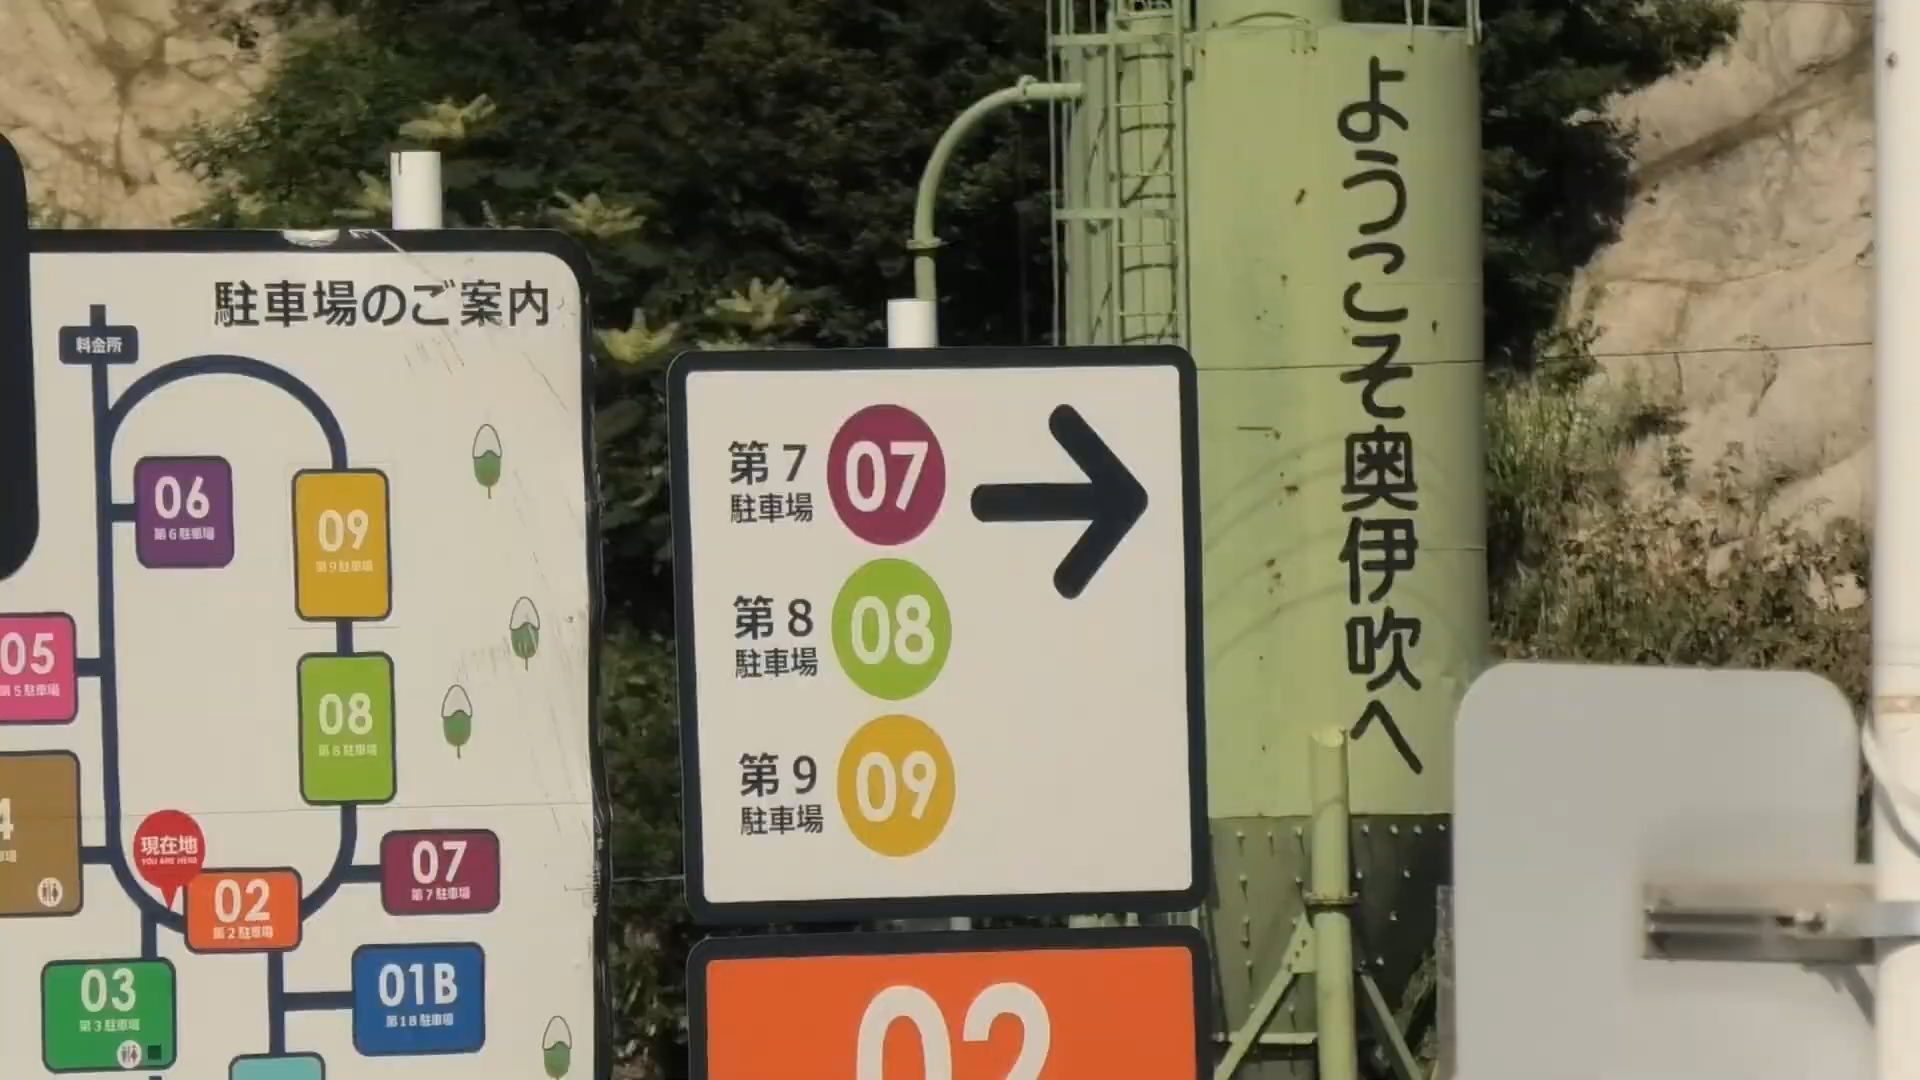 駐車場のご案内
料金所
06
第6駐車場
09
第9駐車場
05
第5駐車場
08
第8駐車場
4
現在地
YOU ARE HERE
02
第2駐車場
07
第7駐車場
03
第3駐車場
01B
第1B駐車場
第7
駐車場
07
第8
駐車場
08
第9
駐車場
09
02
ようこそ奥伊吹へ